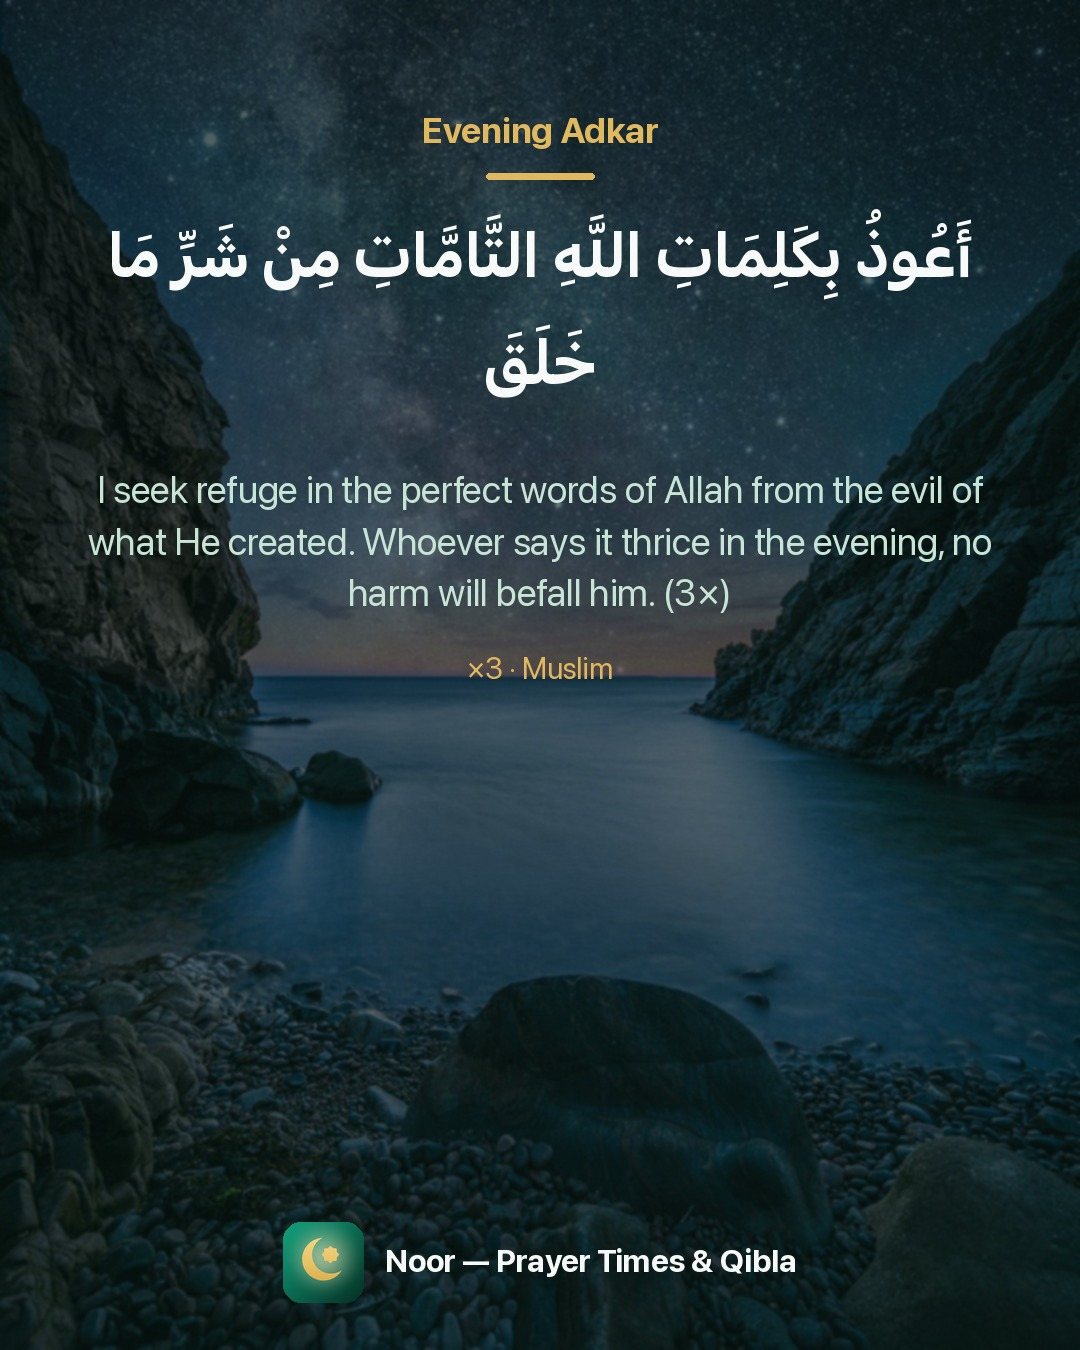 Evening Adkar
أَعُوذُ بِكَلِمَاتِ اللَّهِ التَّامَّاتِ مِنْ شَرِّ مَا
خَلَقَ
I seek refuge in the perfect words of Allah from the evil of
what He created. Whoever says it thrice in the evening, no
harm will befall him. (3×)
×3 · Muslim
Noor — Prayer Times & Qibla